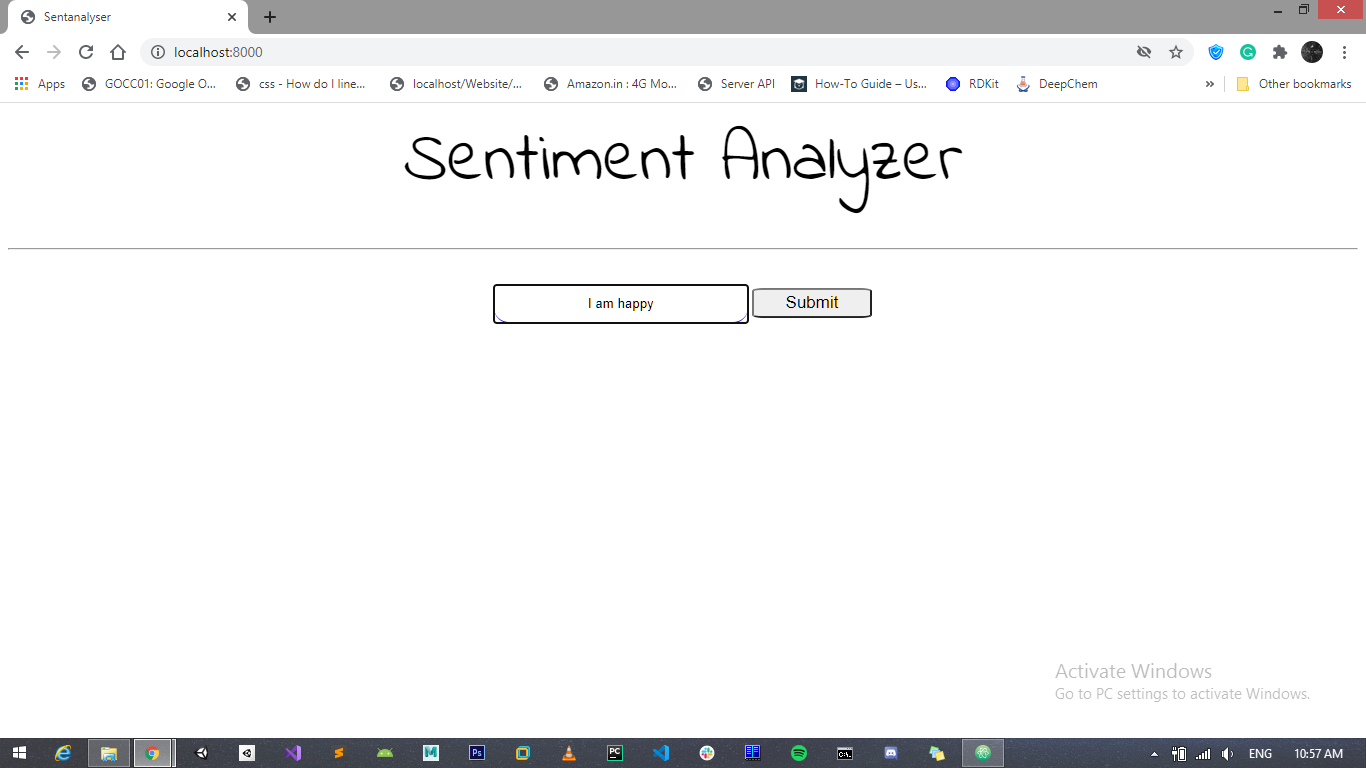 Sentanalyser
localhost:8000
Apps
GOCC01: Google O...
css - How do I line...
localhost/Website/...
Amazon.in : 4G Mo...
Server API
How-To Guide – Us...
RDKit
DeepChem
»
Other bookmarks
Sentiment Analyzer
I am happy
Submit
Activate Windows
Go to PC settings to activate Windows.
ENG
10:57 AM